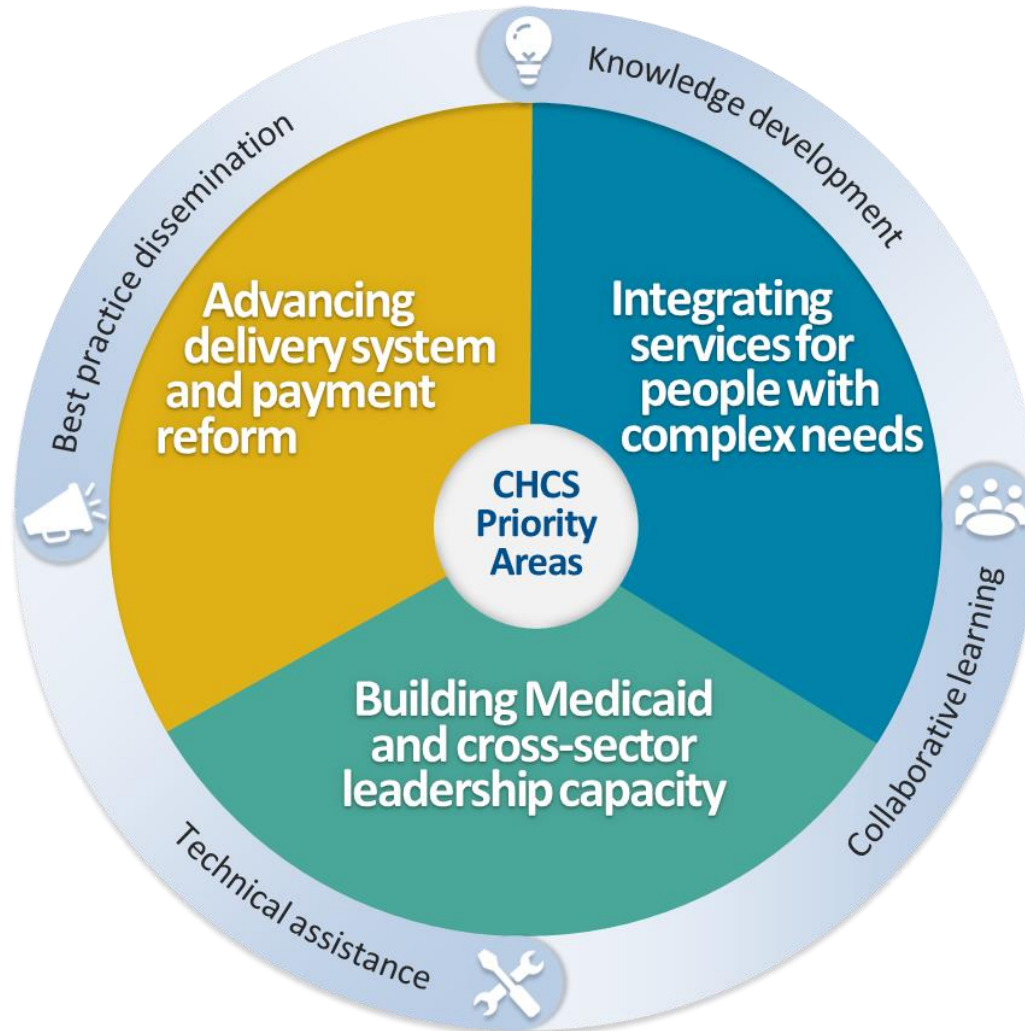 Knowledge development
Best practice dissemination
Advancing
delivery system
and payment
reform
Integrating
services for
people with
complex needs
CHCS
Priority
Areas
Building Medicaid
and cross-sector
leadership capacity
Collaborative learning
Technical assistance